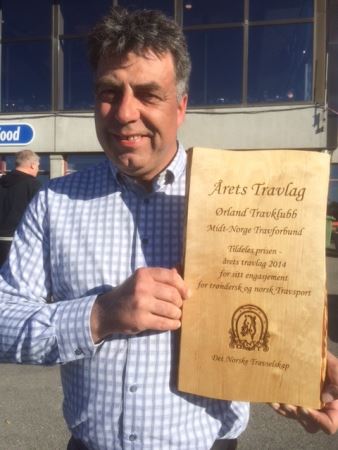 ood
Årets Travlag
Ørland Travklubb
Midt-Norge Travforbund
Tildeles prisen -
årets travlag 2014
for sitt engasjement
for trøndersk og norsk Travsport
Det Norske Travselskap